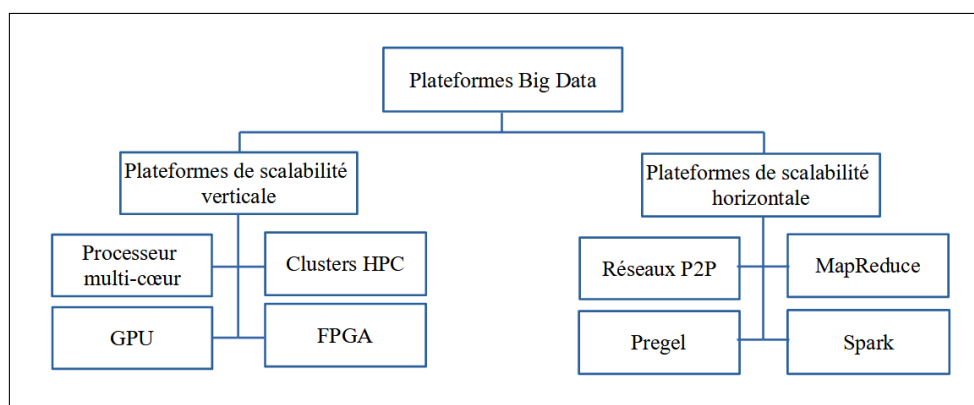 Plateformes Big Data
Plateformes de scalabilité
verticale
Plateformes de scalabilité
horizontale
Processeur
multi-cœur
Clusters HPC
Réseaux P2P
MapReduce
GPU
FPGA
Pregel
Spark